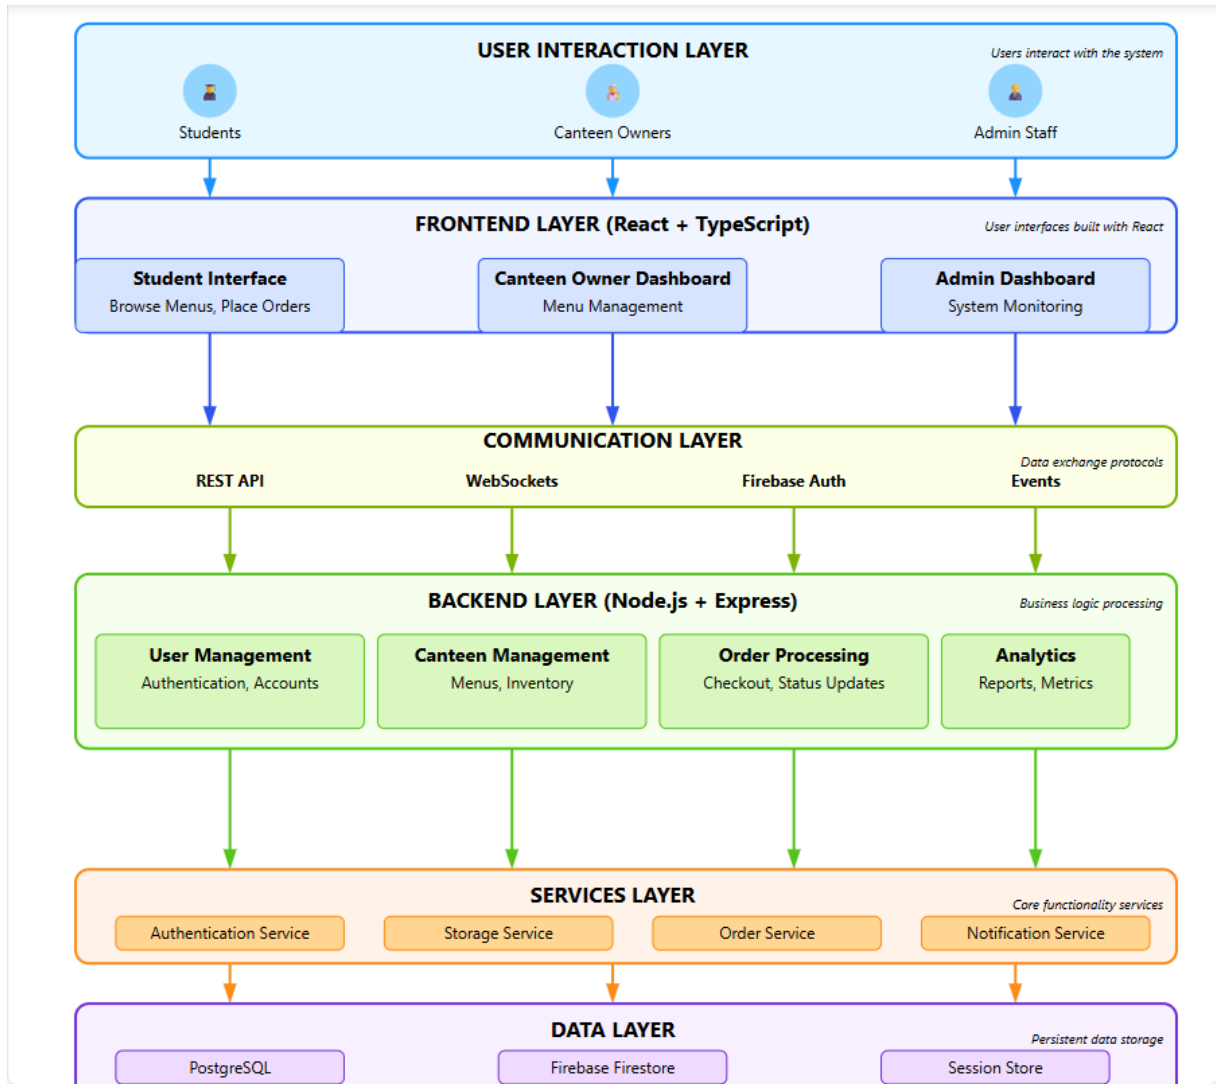 USER INTERACTION LAYER
Users interact with the system
Students
Canteen Owners
Admin Staff
FRONTEND LAYER (React + TypeScript)
User interfaces built with React
Student Interface
Browse Menus, Place Orders
Canteen Owner Dashboard
Menu Management
Admin Dashboard
System Monitoring
COMMUNICATION LAYER
Data exchange protocols
REST API
WebSockets
Firebase Auth
Events
BACKEND LAYER (Node.js + Express)
Business logic processing
User Management
Authentication, Accounts
Canteen Management
Menus, Inventory
Order Processing
Checkout, Status Updates
Analytics
Reports, Metrics
SERVICES LAYER
Core functionality services
Authentication Service
Storage Service
Order Service
Notification Service
DATA LAYER
Persistent data storage
PostgreSQL
Firebase Firestore
Session Store